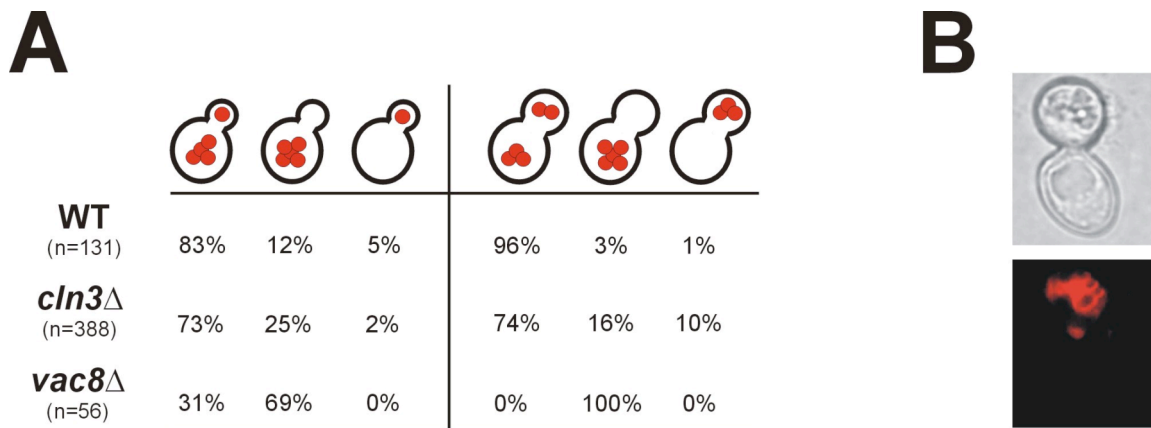 A
B
WT
(n=131)
83% 12% 5% 96% 3% 1%
cln3Δ
(n=388)
73% 25% 2% 74% 16% 10%
vac8Δ
(n=56)
31% 69% 0% 0% 100% 0%